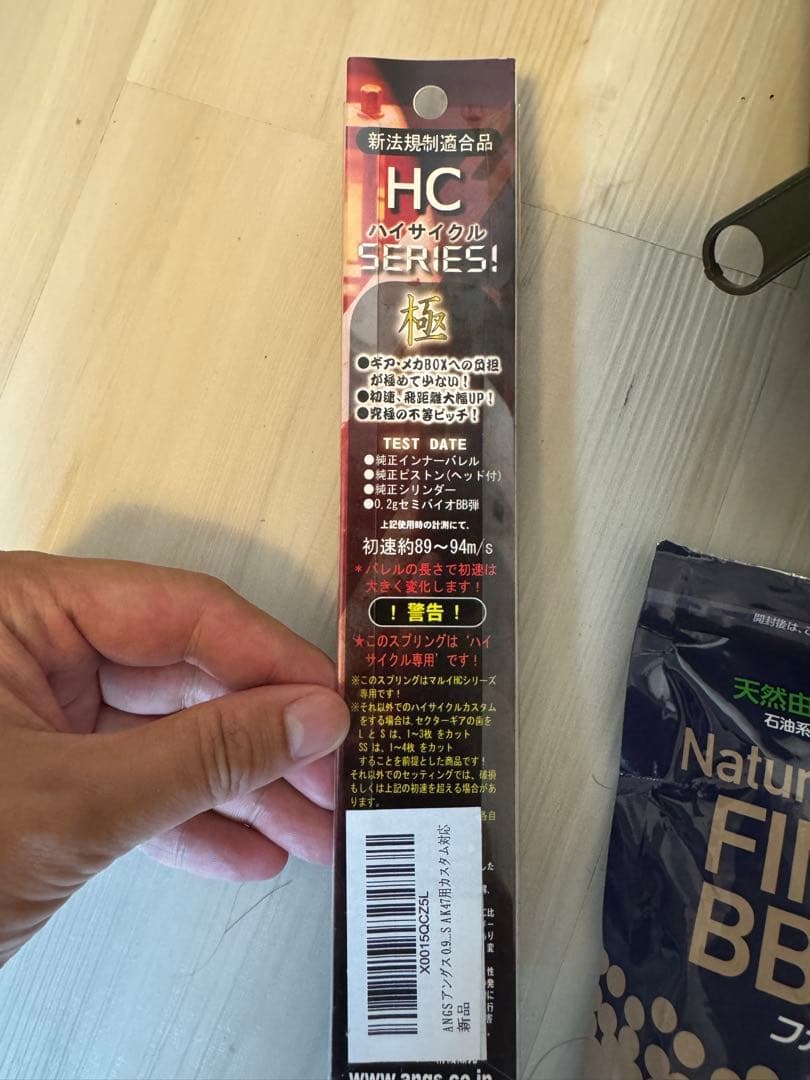 新法規制適合品
HC
ハイサイクル
SERIES!
極
●ギア・メカBOXへの負担
が極めて少ない!
●初速、飛距離大幅UP!
●究極の不等ピッチ!
TEST DATE
●純正インナーバレル
●純正ピストン(ヘッド付)
●純正シリンダー
●0.2gセミバイオBB弾
上記使用時の計測にて、
初速約89～94m/s
*バレルの長さで初速は
大きく変化します!
! 警告 !
★このスプリングは‘ハイ
サイクル専用’です!
※このスプリングはマルイHCシリーズ
専用です!
※それ以外でのハイサイクルカスタム
をする場合は、セクターギアの歯を
L と S は、1～3枚 をカット
SS は、1～4枚 をカット
することを前提とした商品です!
それ以外でのセッティングでは、破損
もしくは上記の初速を超える場合があ
ります。
X0015QCZ5L
ANGS アングス 0.9...S AK47用カスタム対応
新品
www.angs.co.jp
開封後は、
天然由
石油系
Natur
FI
BB